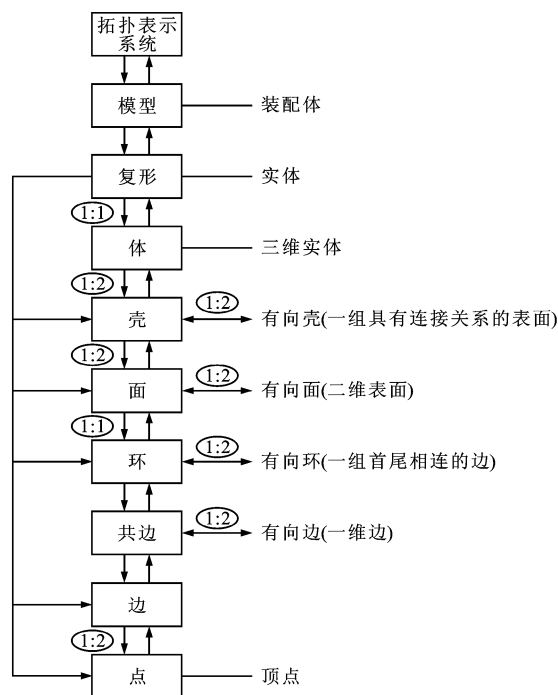 拓扑表示
系统
模型
装配体
复形
实体
1:1
体
三维实体
1:2
1:2
壳
有向壳(一组具有连接关系的表面)
1:2
1:2
面
有向面(二维表面)
1:1
1:2
环
有向环(一组首尾相连的边)
1:2
共边
有向边(一维边)
边
1:2
点
顶点